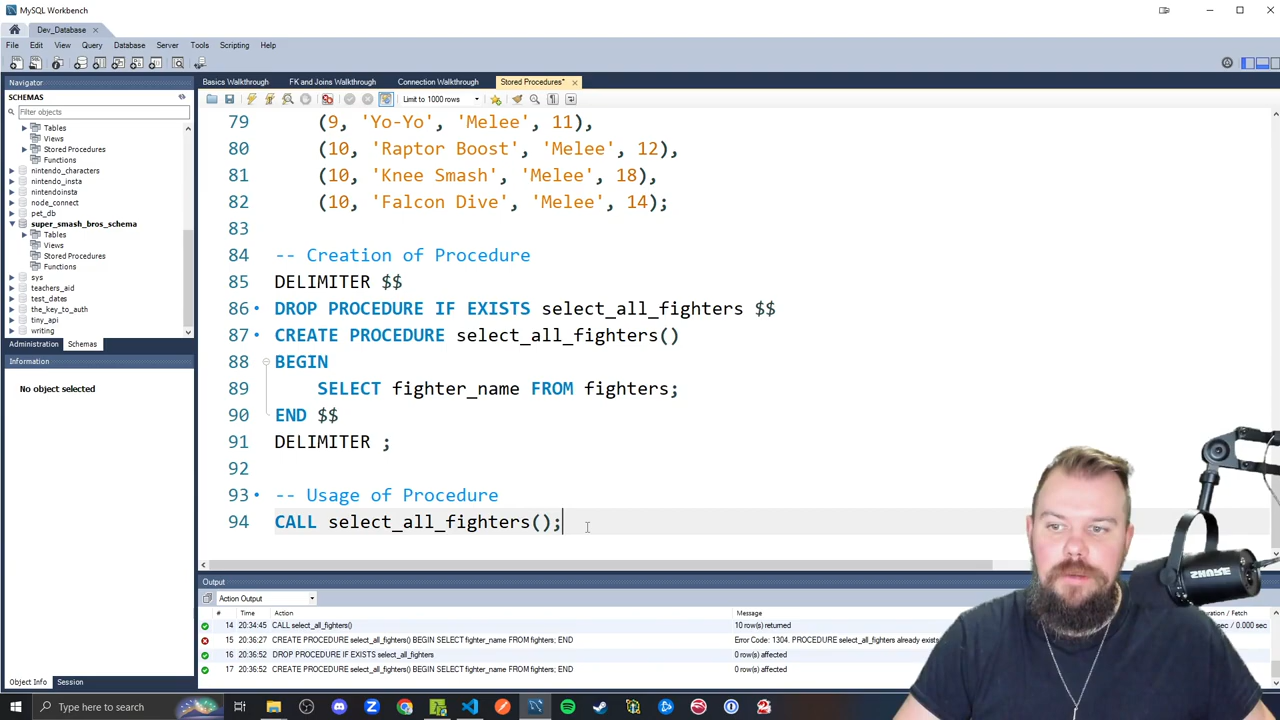 MySQL Workbench
Dev_Database
File Edit View Query Database Server Tools Scripting Help
Navigator
SCHEMAS
Filter objects
Tables
Views
Stored Procedures
Functions
nintendo_characters
nintendo_insta
nintendoinsta
node_connect
pet_db
super_smash_bros_schema
Tables
Views
Stored Procedures
Functions
sys
teachers_aid
test_dates
the_key_to_auth
tiny_api
writing
Administration Schemas
Information
No object selected
Object Info Session
Basics Walkthrough FK and Joins Walkthrough Connection Walkthrough Stored Procedures*
Limit to 1000 rows
79 (9, 'Yo-Yo', 'Melee', 11),
80 (10, 'Raptor Boost', 'Melee', 12),
81 (10, 'Knee Smash', 'Melee', 18),
82 (10, 'Falcon Dive', 'Melee', 14);
83
84 -- Creation of Procedure
85 DELIMITER $$
86 DROP PROCEDURE IF EXISTS select_all_fighters $$
87 CREATE PROCEDURE select_all_fighters()
88 BEGIN
89 SELECT fighter_name FROM fighters;
90 END $$
91 DELIMITER ;
92
93 -- Usage of Procedure
94 CALL select_all_fighters();
Output
Action Output
# Time Action Message Duration / Fetch
14 20:34:45 CALL select_all_fighters() 10 row(s) returned sec / 0.000 sec
15 20:36:27 CREATE PROCEDURE select_all_fighters() BEGIN SELECT fighter_name FROM fighters; END Error Code: 1304. PROCEDURE select_all_fighters already exists
16 20:36:52 DROP PROCEDURE IF EXISTS select_all_fighters 0 row(s) affected
17 20:36:52 CREATE PROCEDURE select_all_fighters() BEGIN SELECT fighter_name FROM fighters; END 0 row(s) affected
SHURE
Type here to search